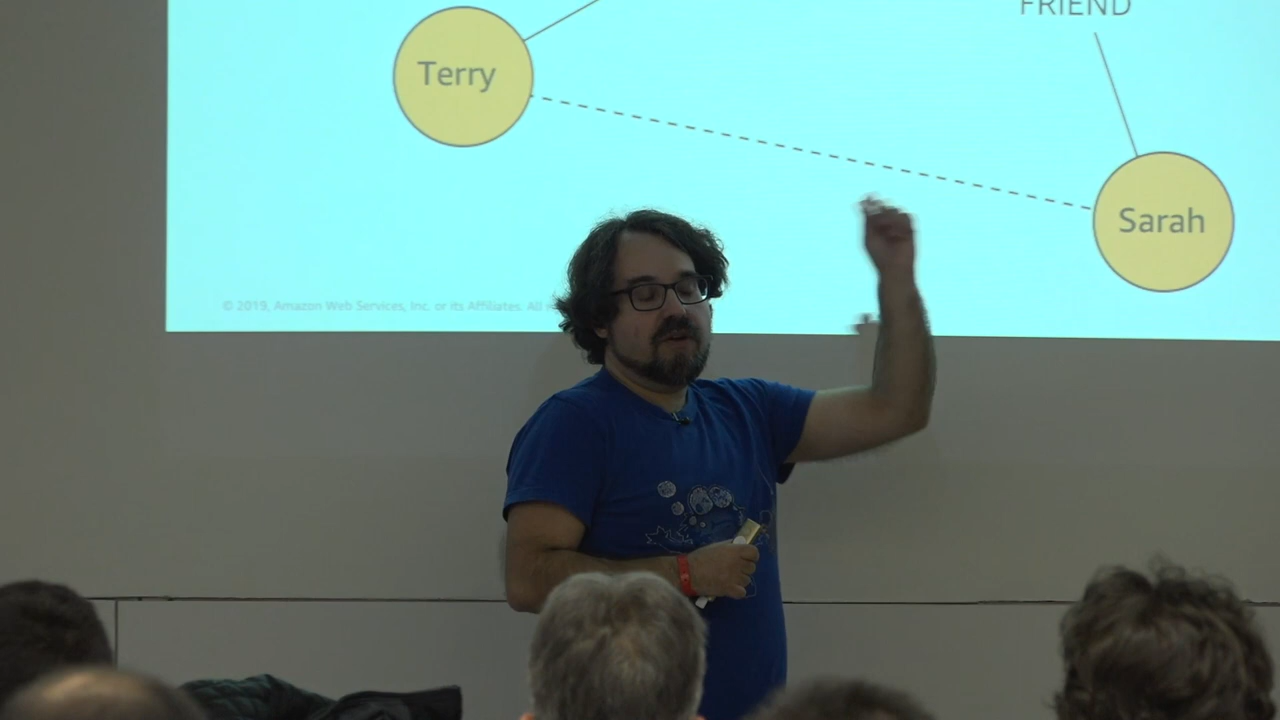 FRIEND
Terry
Sarah
© 2019, Amazon Web Services, Inc. or its Affiliates. All